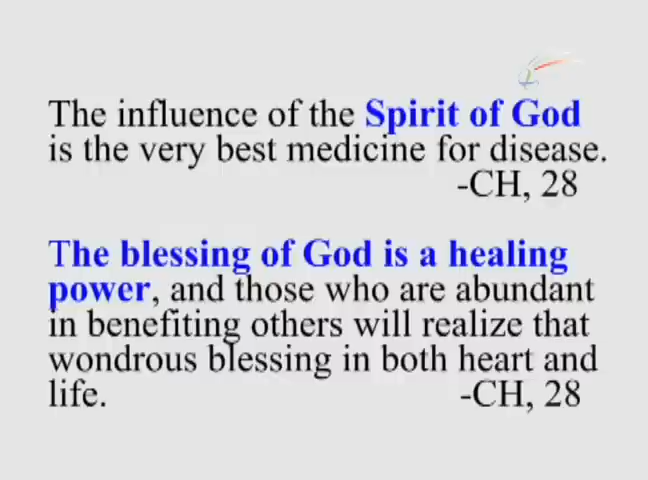 The influence of the Spirit of God
is the very best medicine for disease.
-CH, 28
The blessing of God is a healing
power, and those who are abundant
in benefiting others will realize that
wondrous blessing in both heart and
life. -CH, 28